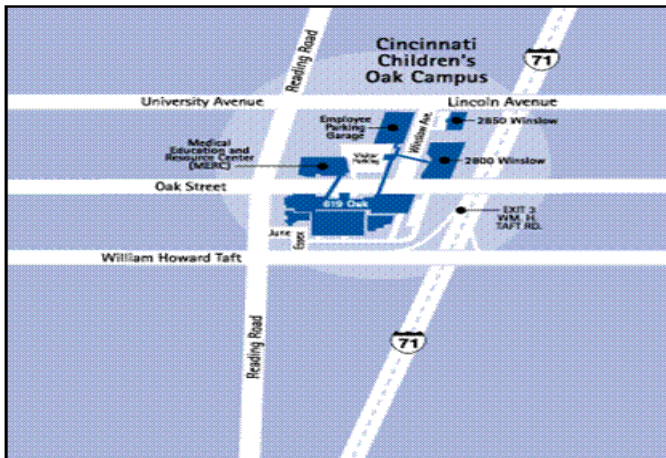 Cincinnati
Children's
Oak Campus
71
Reading Road
University Avenue
Lincoln Avenue
Employee
Parking
Garage
Winslow Ave.
2850 Winslow
Medical
Education and
Resource Center
(MERC)
Visitor
Parking
2800 Winslow
Oak Street
619 Oak
EXIT 3
WM. H.
TAFT RD.
June
Essex
William Howard Taft
Reading Road
71